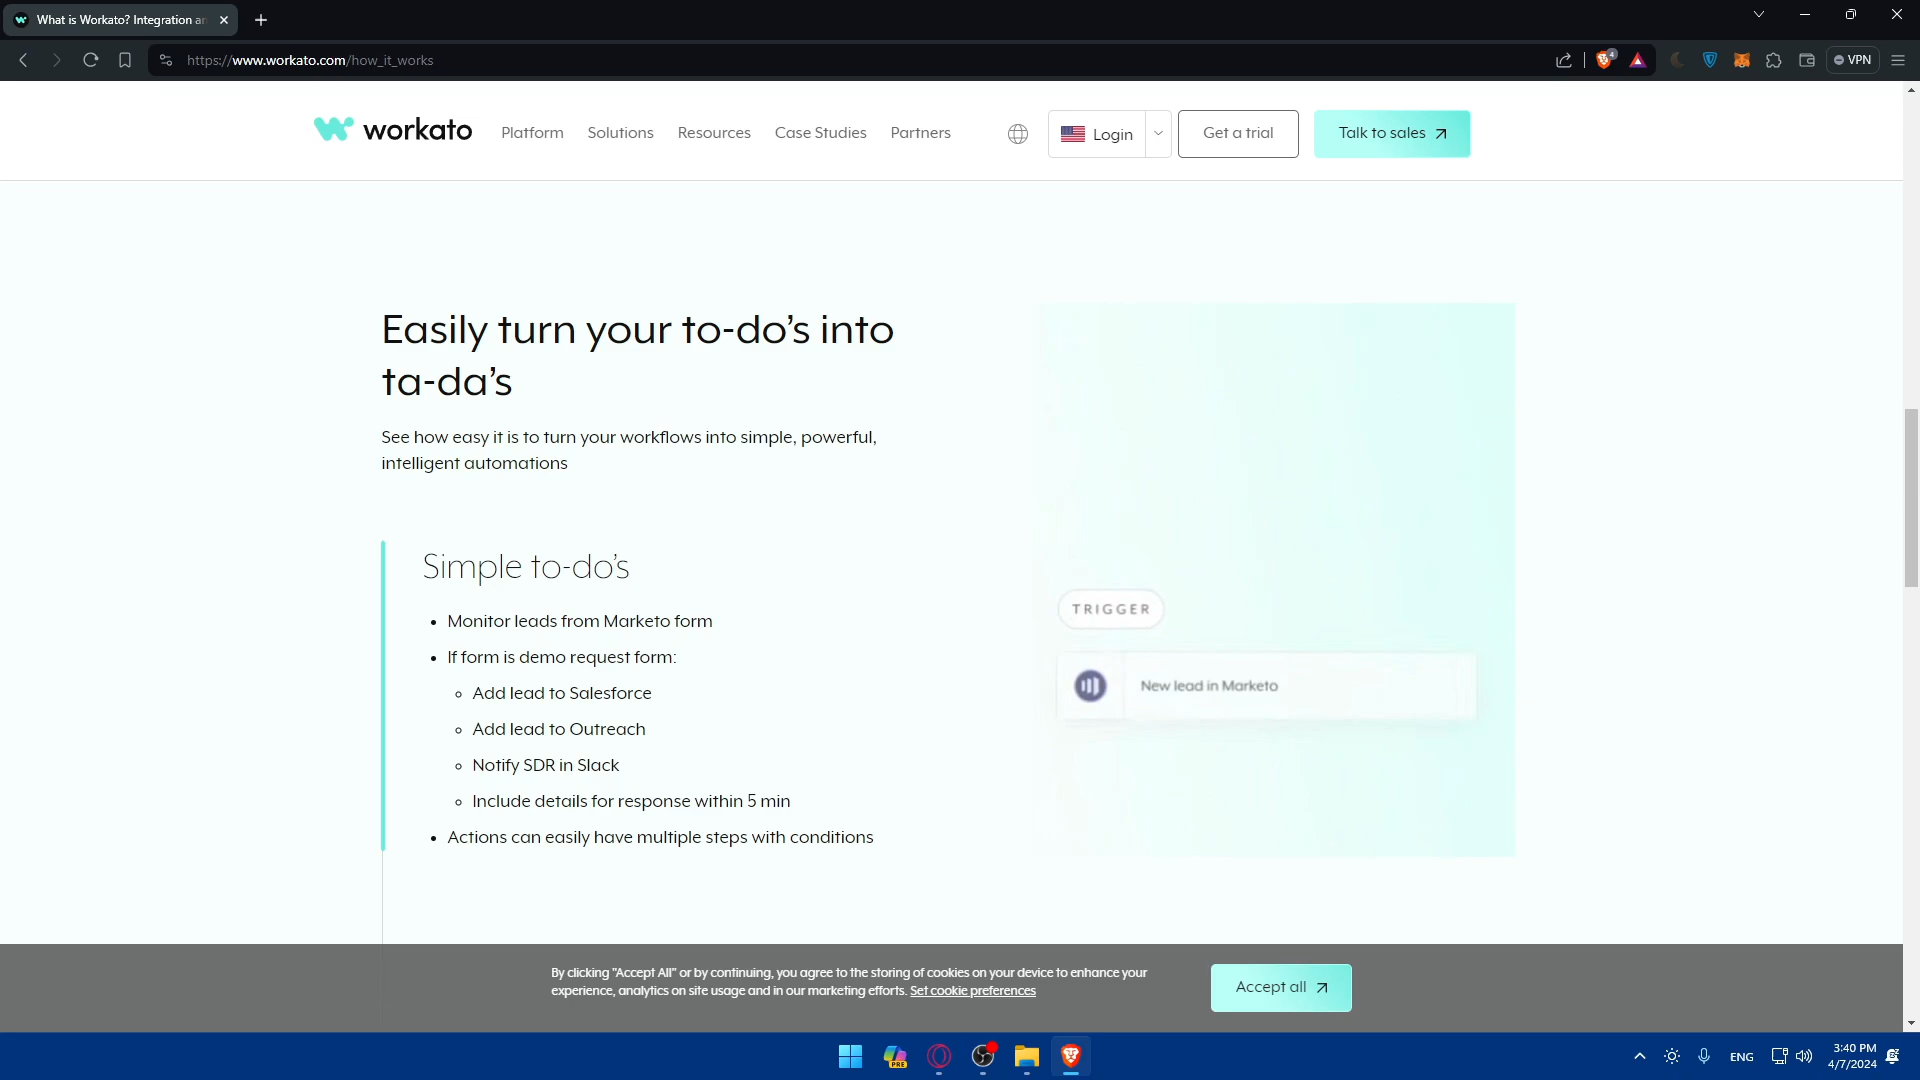 What is Workato? Integration an
https://www.workato.com/how_it_works
4
VPN
workato
Platform
Solutions
Resources
Case Studies
Partners
Login
Get a trial
Talk to sales
Easily turn your to-do's into
ta-da's
See how easy it is to turn your workflows into simple, powerful,
intelligent automations
Simple to-do's
• Monitor leads from Marketo form
• If form is demo request form:
◦ Add lead to Salesforce
◦ Add lead to Outreach
◦ Notify SDR in Slack
◦ Include details for response within 5 min
• Actions can easily have multiple steps with conditions
TRIGGER
New lead in Marketo
By clicking "Accept All" or by continuing, you agree to the storing of cookies on your device to enhance your
experience, analytics on site usage and in our marketing efforts. Set cookie preferences
Accept all
PRE
ENG
3:40 PM
4/7/2024